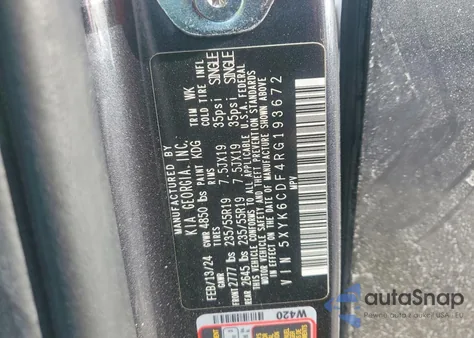 MANUFACTURED BY
KIA GEORGIA, INC.
FEB/13/24 GVWR 4850 lbs PAINT KDG TRIM WK
TIRES RIMS COLD TIRE INFL
FRONT 2777 lbs 235/55R19 7.5JX19 35psi SINGLE
REAR 2645 lbs 235/55R19 7.5JX19 35psi SINGLE
THIS VEHICLE CONFORMS TO ALL APPLICABLE U.S.A. FEDERAL
MOTOR VEHICLE SAFETY AND THEFT PREVENTION STANDARDS
IN EFFECT ON THE DATE OF MANUFACTURE SHOWN ABOVE
VIN 5XYK6CDF4RG193672
MPV
W420
autoSnap